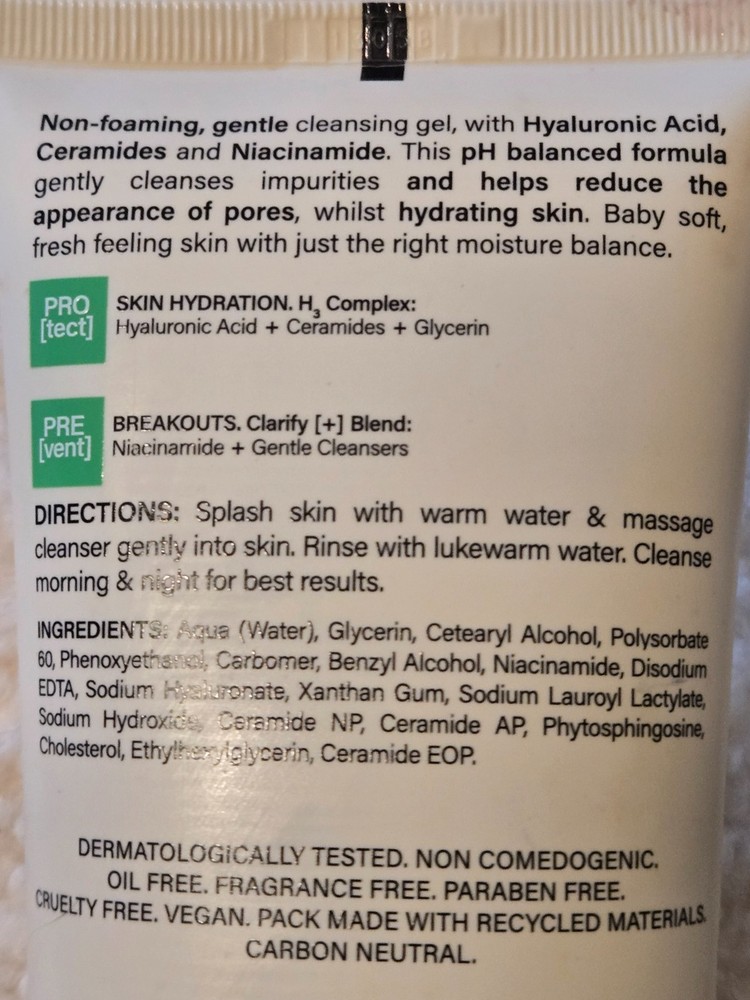 Non-foaming, gentle cleansing gel, with Hyaluronic Acid,
Ceramides and Niacinamide. This pH balanced formula
gently cleanses impurities and helps reduce the
appearance of pores, whilst hydrating skin. Baby soft,
fresh feeling skin with just the right moisture balance.
PRO
[tect]
SKIN HYDRATION. H₃ Complex:
Hyaluronic Acid + Ceramides + Glycerin
PRE
[vent]
BREAKOUTS. Clarify [+] Blend:
Niacinamide + Gentle Cleansers
DIRECTIONS: Splash skin with warm water & massage
cleanser gently into skin. Rinse with lukewarm water. Cleanse
morning & night for best results.
INGREDIENTS: Aqua (Water), Glycerin, Cetearyl Alcohol, Polysorbate
60, Phenoxyethanol, Carbomer, Benzyl Alcohol, Niacinamide, Disodium
EDTA, Sodium Hyaluronate, Xanthan Gum, Sodium Lauroyl Lactylate,
Sodium Hydroxide, Ceramide NP, Ceramide AP, Phytosphingosine,
Cholesterol, Ethylhexylglycerin, Ceramide EOP.
DERMATOLOGICALLY TESTED. NON COMEDOGENIC.
OIL FREE. FRAGRANCE FREE. PARABEN FREE.
CRUELTY FREE. VEGAN. PACK MADE WITH RECYCLED MATERIALS.
CARBON NEUTRAL.